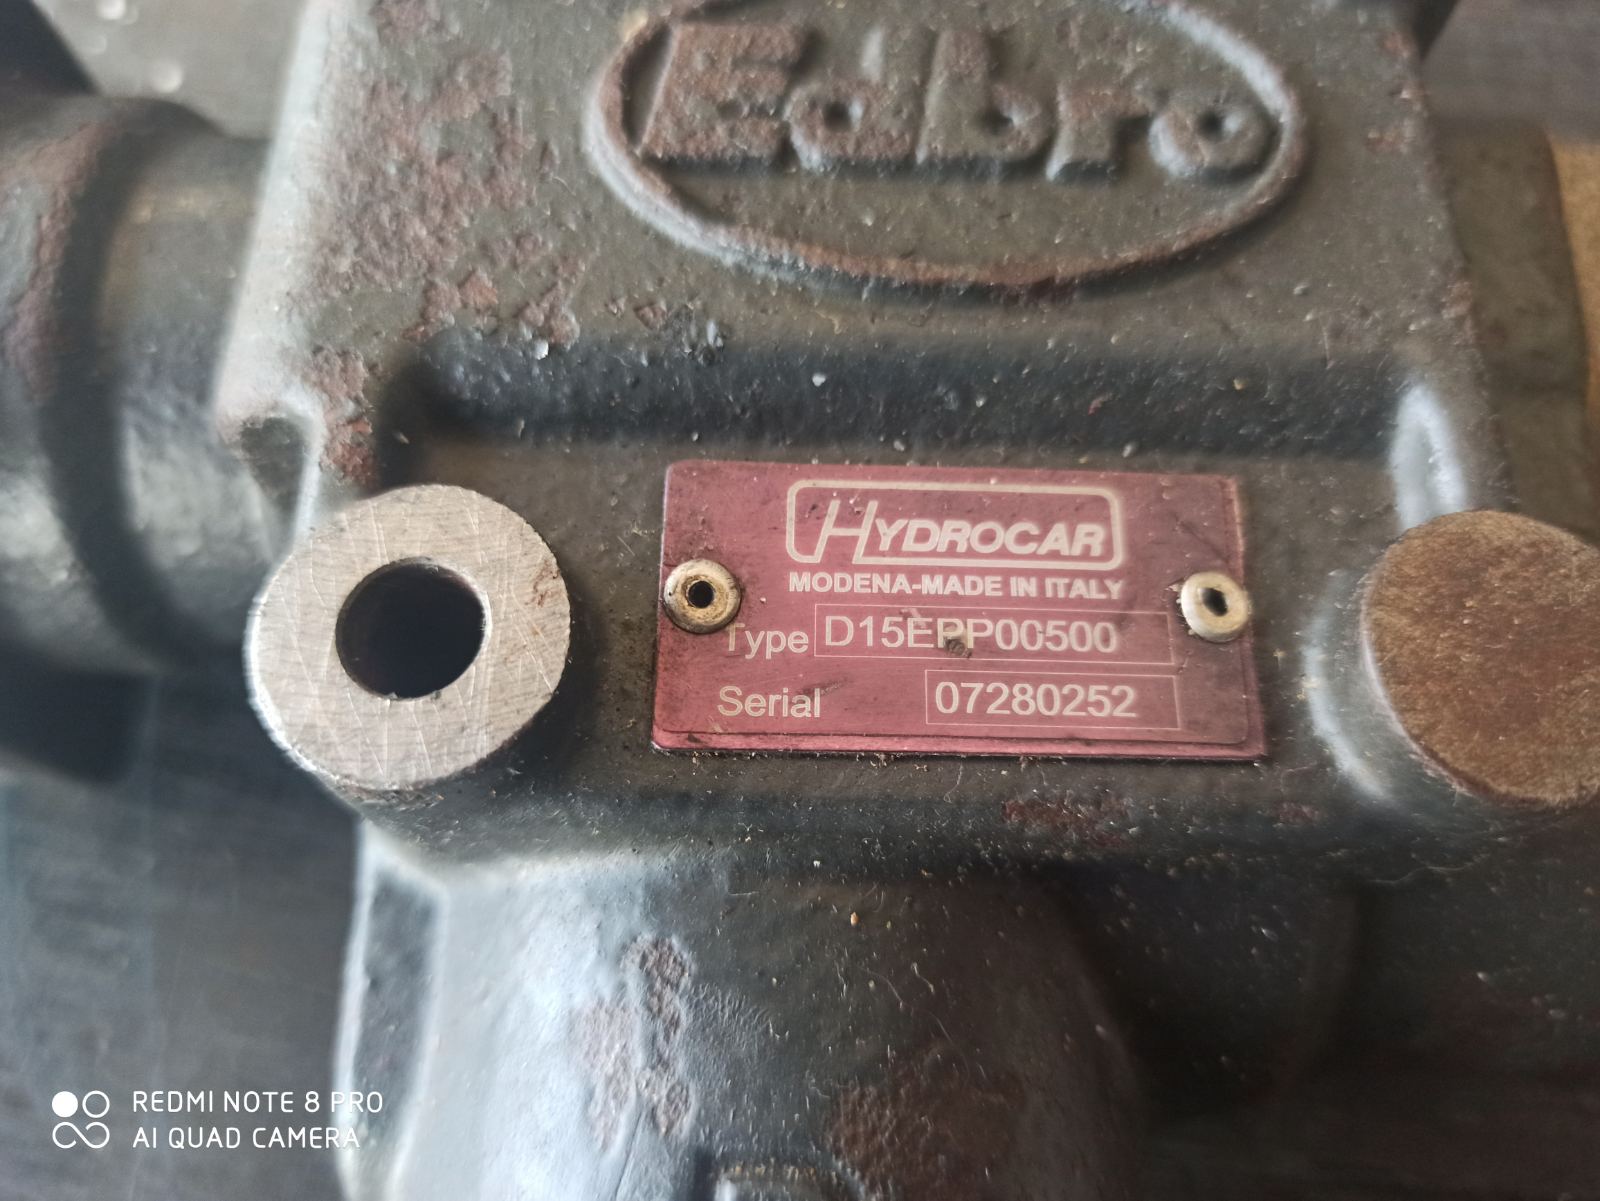 Edbro
HYDROCAR
MODENA-MADE IN ITALY
Type D15EPP00500
Serial 07280252
REDMI NOTE 8 PRO
AI QUAD CAMERA